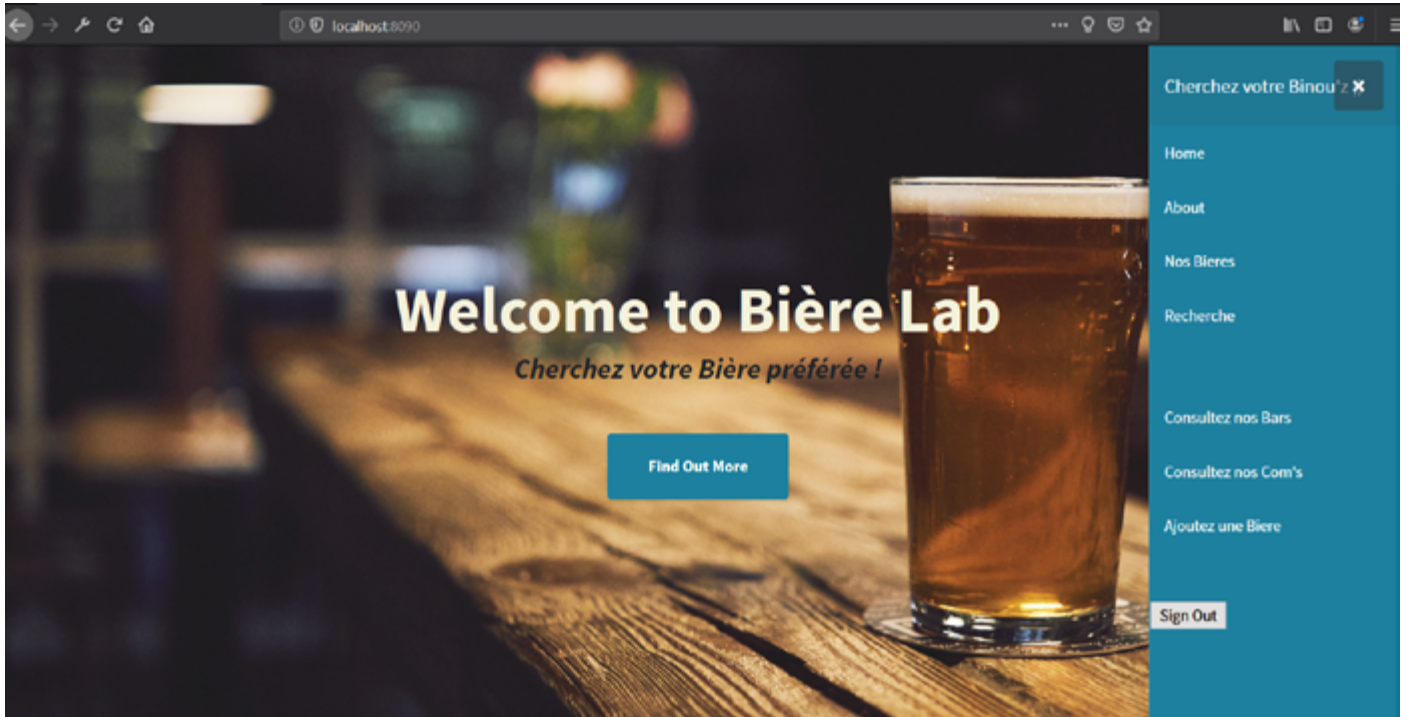 localhost:8090
Cherchez votre Binou'z
Home
About
Nos Bieres
Recherche
Consultez nos Bars
Consultez nos Com's
Ajoutez une Biere
Sign Out
Welcome to Bière Lab
Cherchez votre Bière préférée !
Find Out More